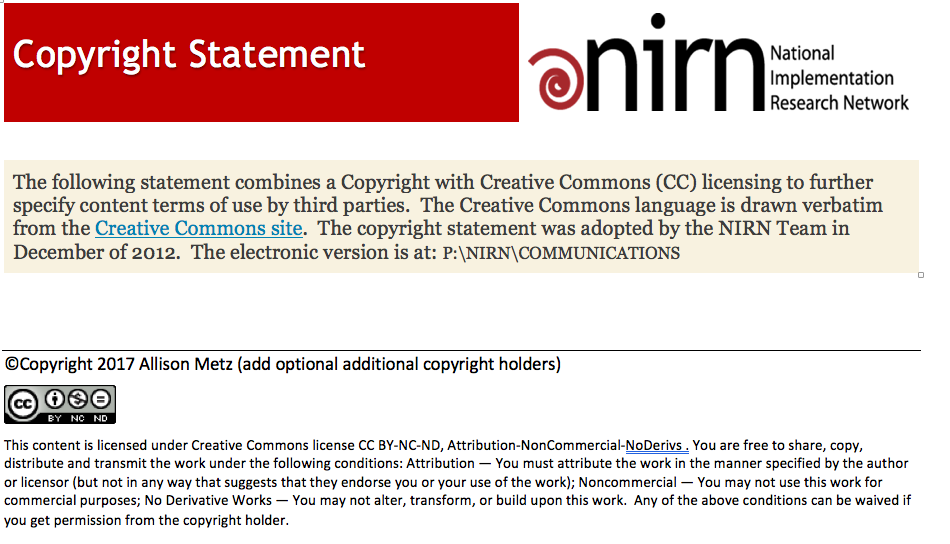 Copyright Statement
nirn
National
Implementation
Research Network
The following statement combines a Copyright with Creative Commons (CC) licensing to further
specify content terms of use by third parties.  The Creative Commons language is drawn verbatim
from the Creative Commons site.  The copyright statement was adopted by the NIRN Team in
December of 2012.  The electronic version is at: P:\NIRN\COMMUNICATIONS
©Copyright 2017 Allison Metz (add optional additional copyright holders)
cc
BY NC ND
This content is licensed under Creative Commons license CC BY-NC-ND, Attribution-NonCommercial-NoDerivs . You are free to share, copy,
distribute and transmit the work under the following conditions: Attribution — You must attribute the work in the manner specified by the author
or licensor (but not in any way that suggests that they endorse you or your use of the work); Noncommercial — You may not use this work for
commercial purposes; No Derivative Works — You may not alter, transform, or build upon this work.  Any of the above conditions can be waived if
you get permission from the copyright holder.